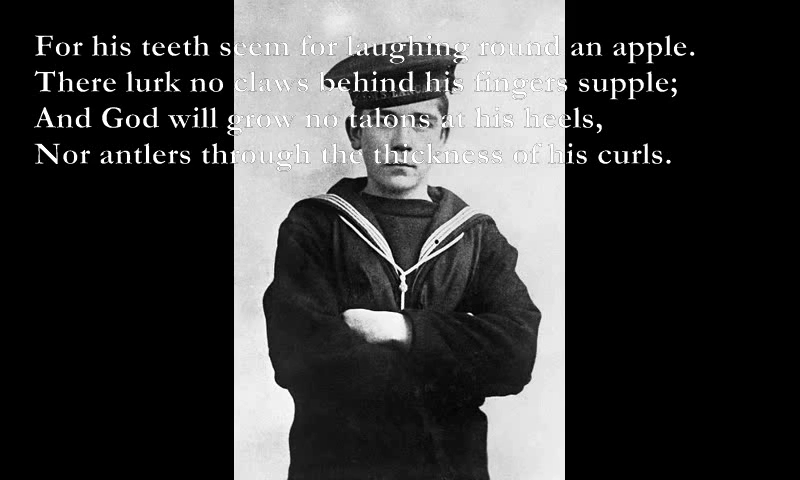 For his teeth seem for laughing round an apple.
There lurk no claws behind his fingers supple;
And God will grow no talons at his heels,
Nor antlers through the thickness of his curls.